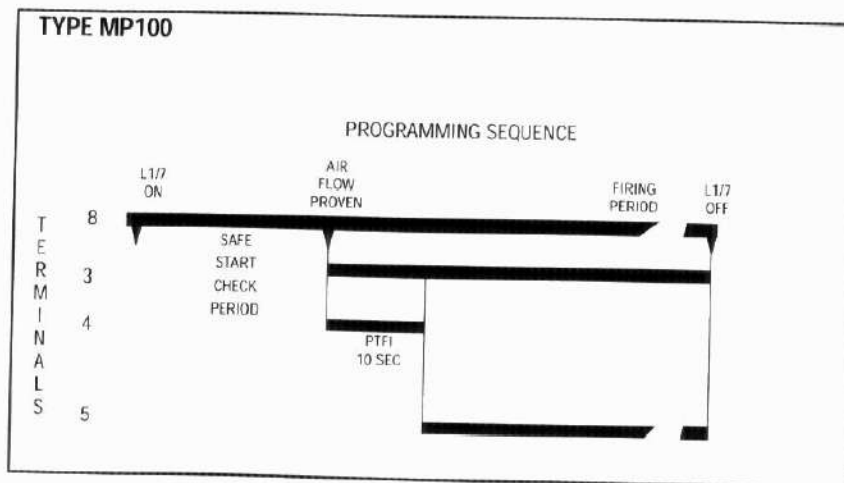 TYPE MP100
PROGRAMMING SEQUENCE
L1/7
ON
AIR
FLOW
PROVEN
FIRING
PERIOD
L1/7
OFF
TERMINALS
8
SAFE
START
CHECK
PERIOD
3
4
PTFI
10 SEC
5